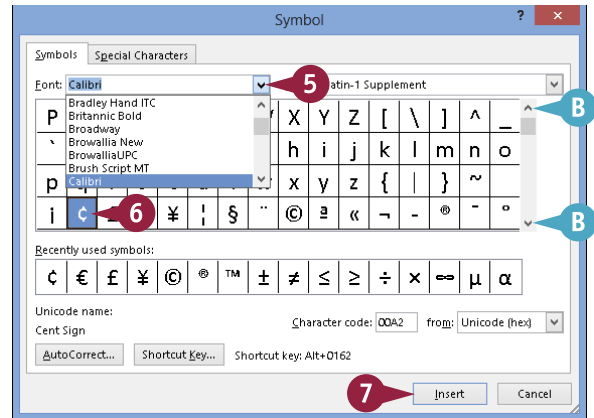 Symbol ? ×
Symbols Special Characters
Font: Calibri 5 atin-1 Supplement
Bradley Hand ITC
Britannic Bold
Broadway
Browallia New
BrowalliaUPC
Brush Script MT
Calibri
P X Y Z [ \ ] ^ _ B
` h i j k l m n o
p x y z { | } ~
¡ ¢ 6 ¥ ¦ § ¨ © ª « ¬ - ® ¯ ° B
Recently used symbols:
¢ € £ ¥ © ® ™ ± ≠ ≤ ≥ ÷ × ∞ µ α
Unicode name:
Cent Sign
Character code: 00A2 from: Unicode (hex)
AutoCorrect... Shortcut Key... Shortcut key: Alt+0162
7 Insert Cancel